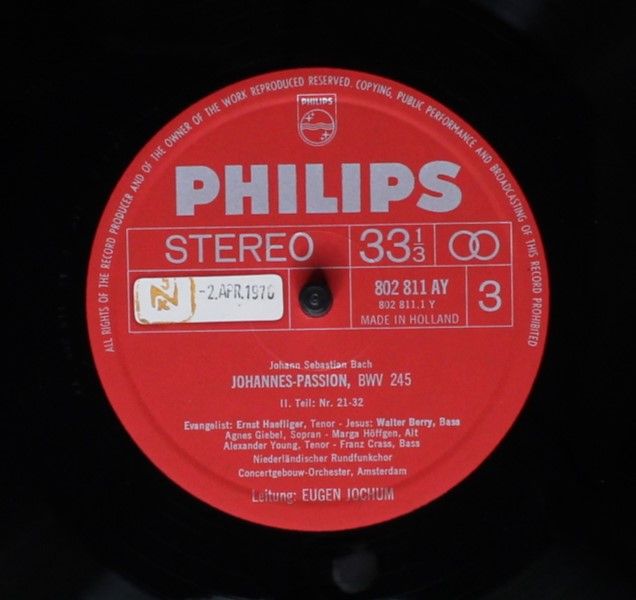 ALL RIGHTS OF THE RECORD PRODUCER AND OF THE OWNER OF THE WORK REPRODUCED RESERVED. COPYING, PUBLIC PERFORMANCE AND BROADCASTING OF THIS RECORD PROHIBITED
PHILIPS
PHILIPS
STEREO 33 1/3
-2.APR.1976
802 811 AY
802 811.1 Y
MADE IN HOLLAND
3
Johann Sebastian Bach
JOHANNES-PASSION, BWV 245
II. Teil: Nr. 21-32
Evangelist: Ernst Haefliger, Tenor - Jesus: Walter Berry, Bass
Agnes Giebel, Sopran - Marga Höffgen, Alt
Alexander Young, Tenor - Franz Crass, Bass
Niederländischer Rundfunkchor
Concertgebouw-Orchester, Amsterdam
Leitung: EUGEN JOCHUM